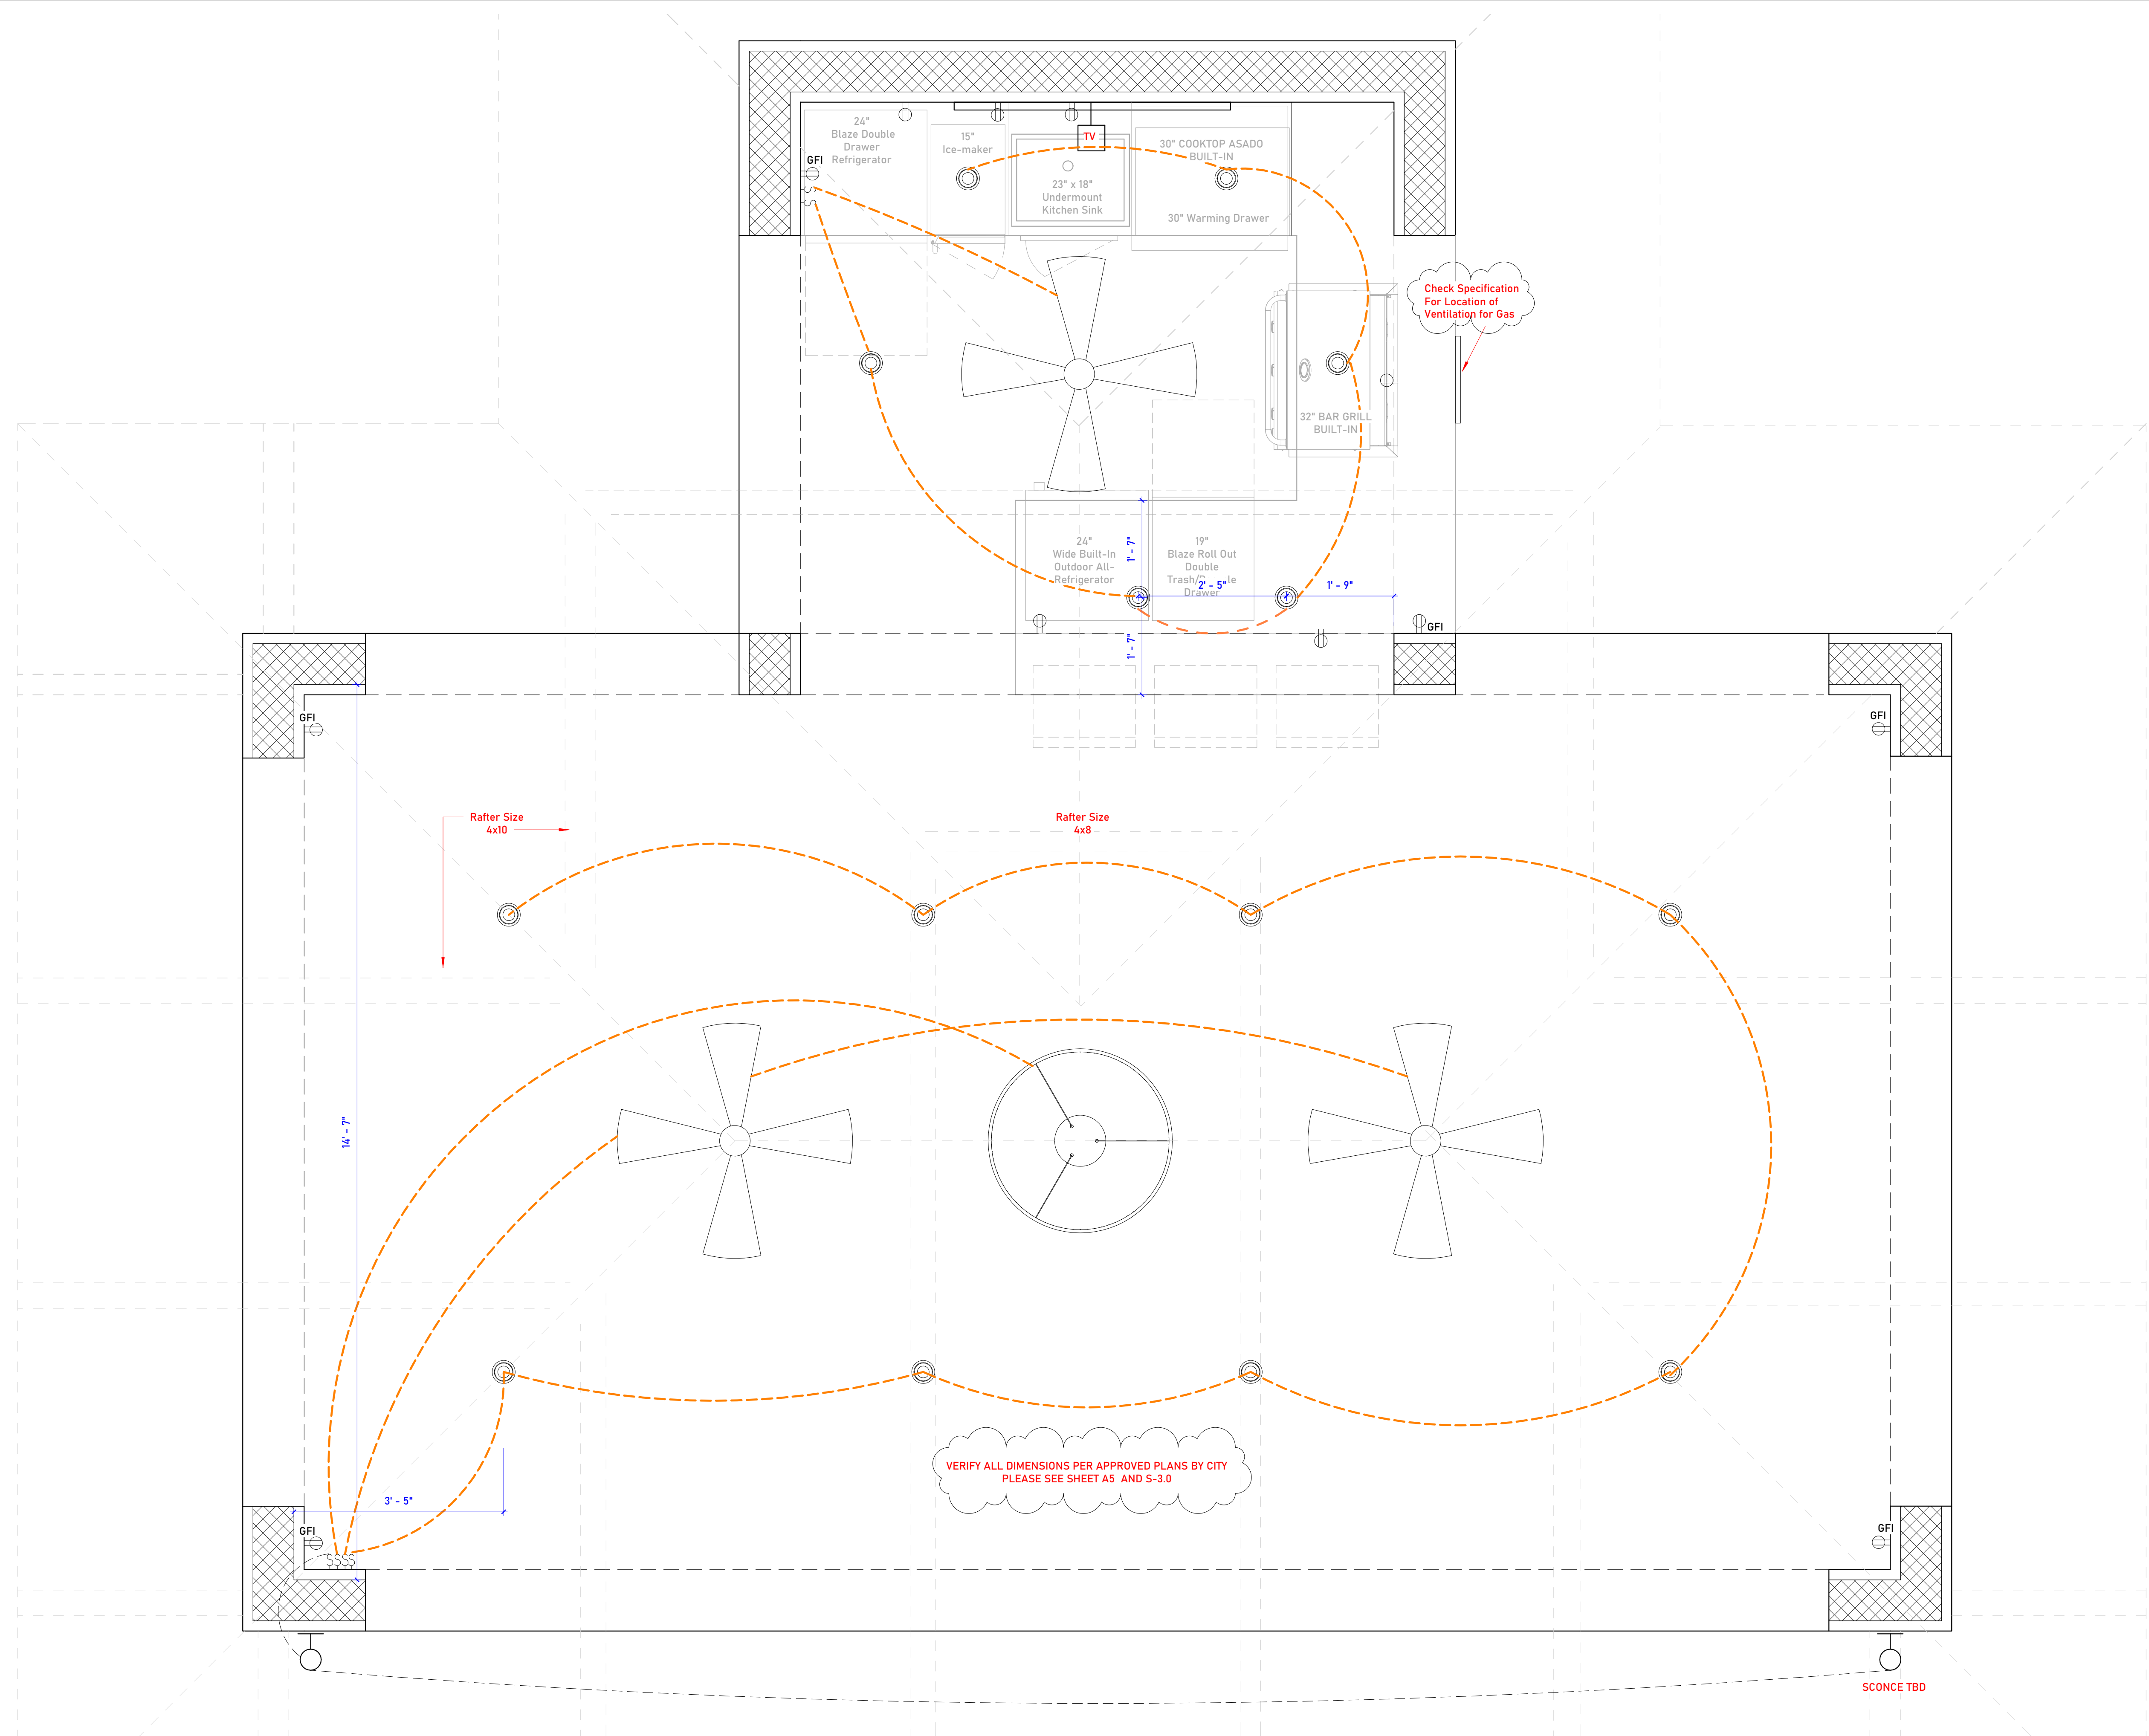 24"
Blaze Double
Drawer
Refrigerator
15"
Ice-maker
TV
30" COOKTOP ASADO
BUILT-IN
GFI
23" x 18"
Undermount
Kitchen Sink
30" Warming Drawer
S
S
Check Specification
For Location of
Ventilation for Gas
32" BAR GRILL
BUILT-IN
24"
Wide Built-In
Outdoor All-
Refrigerator
1' - 7"
19"
Blaze Roll Out
Double
Trash/
Drawer
2' - 5"
1' - 9"
GFI
1' - 7"
GFI
GFI
Rafter Size
4x10
Rafter Size
4x8
14' - 7"
VERIFY ALL DIMENSIONS PER APPROVED PLANS BY CITY
PLEASE SEE SHEET A5 AND S-3.0
3' - 5"
GFI
GFI
SSSS
SCONCE TBD